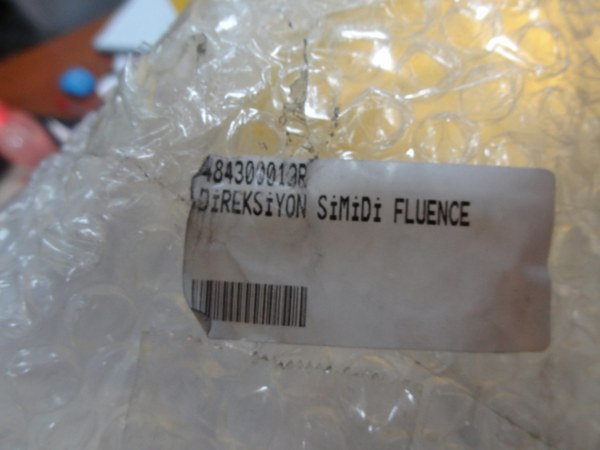 484300010R
DiREKSiYON SiMiDi FLUENCE